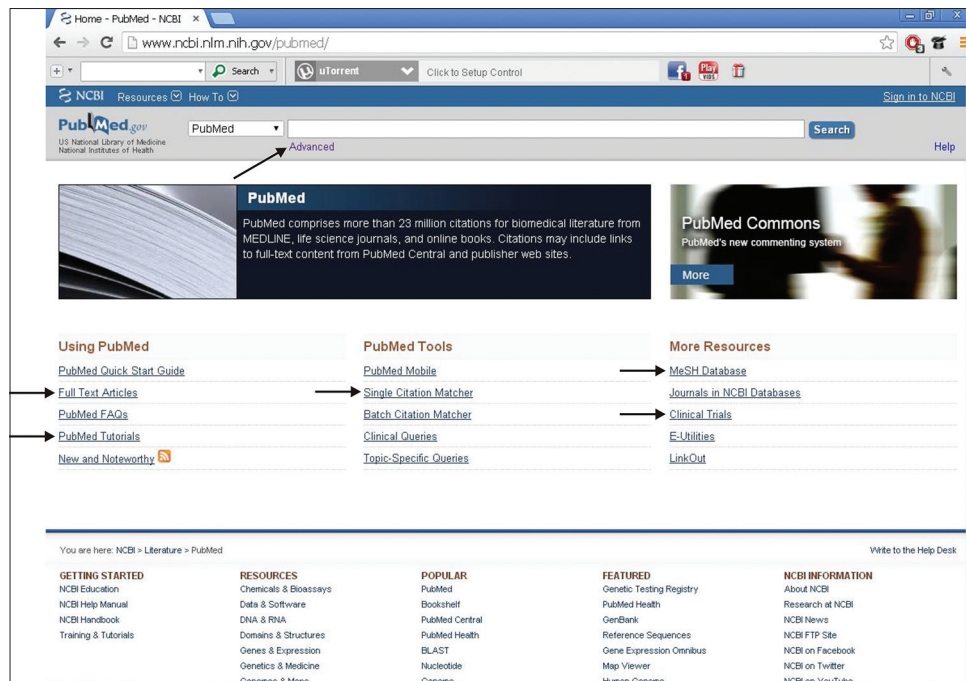 Home - PubMed - NCBI ×
www.ncbi.nlm.nih.gov/pubmed/
Search uTorrent Click to Setup Control Play VIDS
NCBI Resources How To Sign in to NCBI
PubMed.gov
US National Library of Medicine
National Institutes of Health
PubMed Search
Advanced Help
PubMed
PubMed comprises more than 23 million citations for biomedical literature from
MEDLINE, life science journals, and online books. Citations may include links
to full-text content from PubMed Central and publisher web sites.
PubMed Commons
PubMed's new commenting system
More
Using PubMed
PubMed Quick Start Guide
Full Text Articles
PubMed FAQs
PubMed Tutorials
New and Noteworthy
PubMed Tools
PubMed Mobile
Single Citation Matcher
Batch Citation Matcher
Clinical Queries
Topic-Specific Queries
More Resources
MeSH Database
Journals in NCBI Databases
Clinical Trials
E-Utilities
LinkOut
You are here: NCBI > Literature > PubMed Write to the Help Desk
GETTING STARTED
NCBI Education
NCBI Help Manual
NCBI Handbook
Training & Tutorials
RESOURCES
Chemicals & Bioassays
Data & Software
DNA & RNA
Domains & Structures
Genes & Expression
Genetics & Medicine
Genomes & Maps
POPULAR
PubMed
Bookshelf
PubMed Central
PubMed Health
BLAST
Nucleotide
Genome
FEATURED
Genetic Testing Registry
PubMed Health
GenBank
Reference Sequences
Gene Expression Omnibus
Map Viewer
Human Genome
NCBI INFORMATION
About NCBI
Research at NCBI
NCBI News
NCBI FTP Site
NCBI on Facebook
NCBI on Twitter
NCBI on YouTube